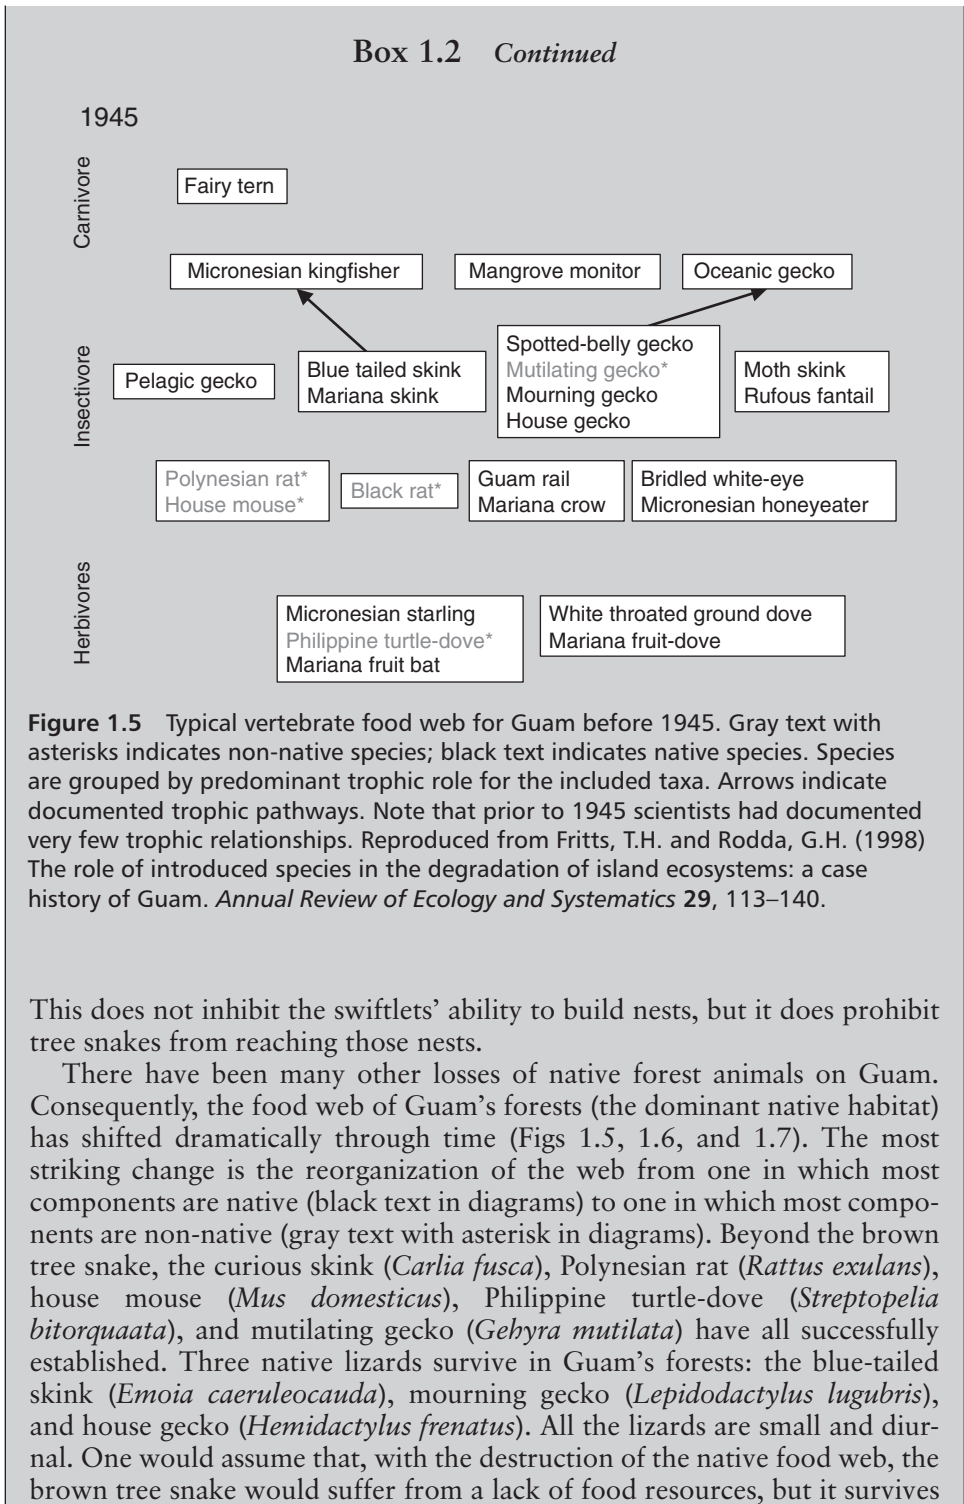 Box 1.2 Continued
1945
Carnivore
Fairy tern
Micronesian kingfisher
Mangrove monitor
Oceanic gecko
Insectivore
Pelagic gecko
Blue tailed skink
Mariana skink
Spotted-belly gecko
Mutilating gecko*
Mourning gecko
House gecko
Moth skink
Rufous fantail
Polynesian rat*
House mouse*
Black rat*
Guam rail
Mariana crow
Bridled white-eye
Micronesian honeyeater
Herbivores
Micronesian starling
Philippine turtle-dove*
Mariana fruit bat
White throated ground dove
Mariana fruit-dove
Figure 1.5 Typical vertebrate food web for Guam before 1945. Gray text with
asterisks indicates non-native species; black text indicates native species. Species
are grouped by predominant trophic role for the included taxa. Arrows indicate
documented trophic pathways. Note that prior to 1945 scientists had documented
very few trophic relationships. Reproduced from Fritts, T.H. and Rodda, G.H. (1998)
The role of introduced species in the degradation of island ecosystems: a case
history of Guam. Annual Review of Ecology and Systematics 29, 113–140.
This does not inhibit the swiftlets' ability to build nests, but it does prohibit
tree snakes from reaching those nests.
There have been many other losses of native forest animals on Guam.
Consequently, the food web of Guam's forests (the dominant native habitat)
has shifted dramatically through time (Figs 1.5, 1.6, and 1.7). The most
striking change is the reorganization of the web from one in which most
components are native (black text in diagrams) to one in which most compo-
nents are non-native (gray text with asterisk in diagrams). Beyond the brown
tree snake, the curious skink (Carlia fusca), Polynesian rat (Rattus exulans),
house mouse (Mus domesticus), Philippine turtle-dove (Streptopelia
bitorquaata), and mutilating gecko (Gehyra mutilata) have all successfully
established. Three native lizards survive in Guam's forests: the blue-tailed
skink (Emoia caeruleocauda), mourning gecko (Lepidodactylus lugubris),
and house gecko (Hemidactylus frenatus). All the lizards are small and diur-
nal. One would assume that, with the destruction of the native food web, the
brown tree snake would suffer from a lack of food resources, but it survives